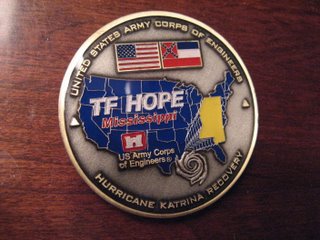 UNITED STATES ARMY CORPS OF ENGINEERS
TF HOPE
Mississippi
US Army Corps
of Engineers
HURRICANE KATRINA RECOVERY